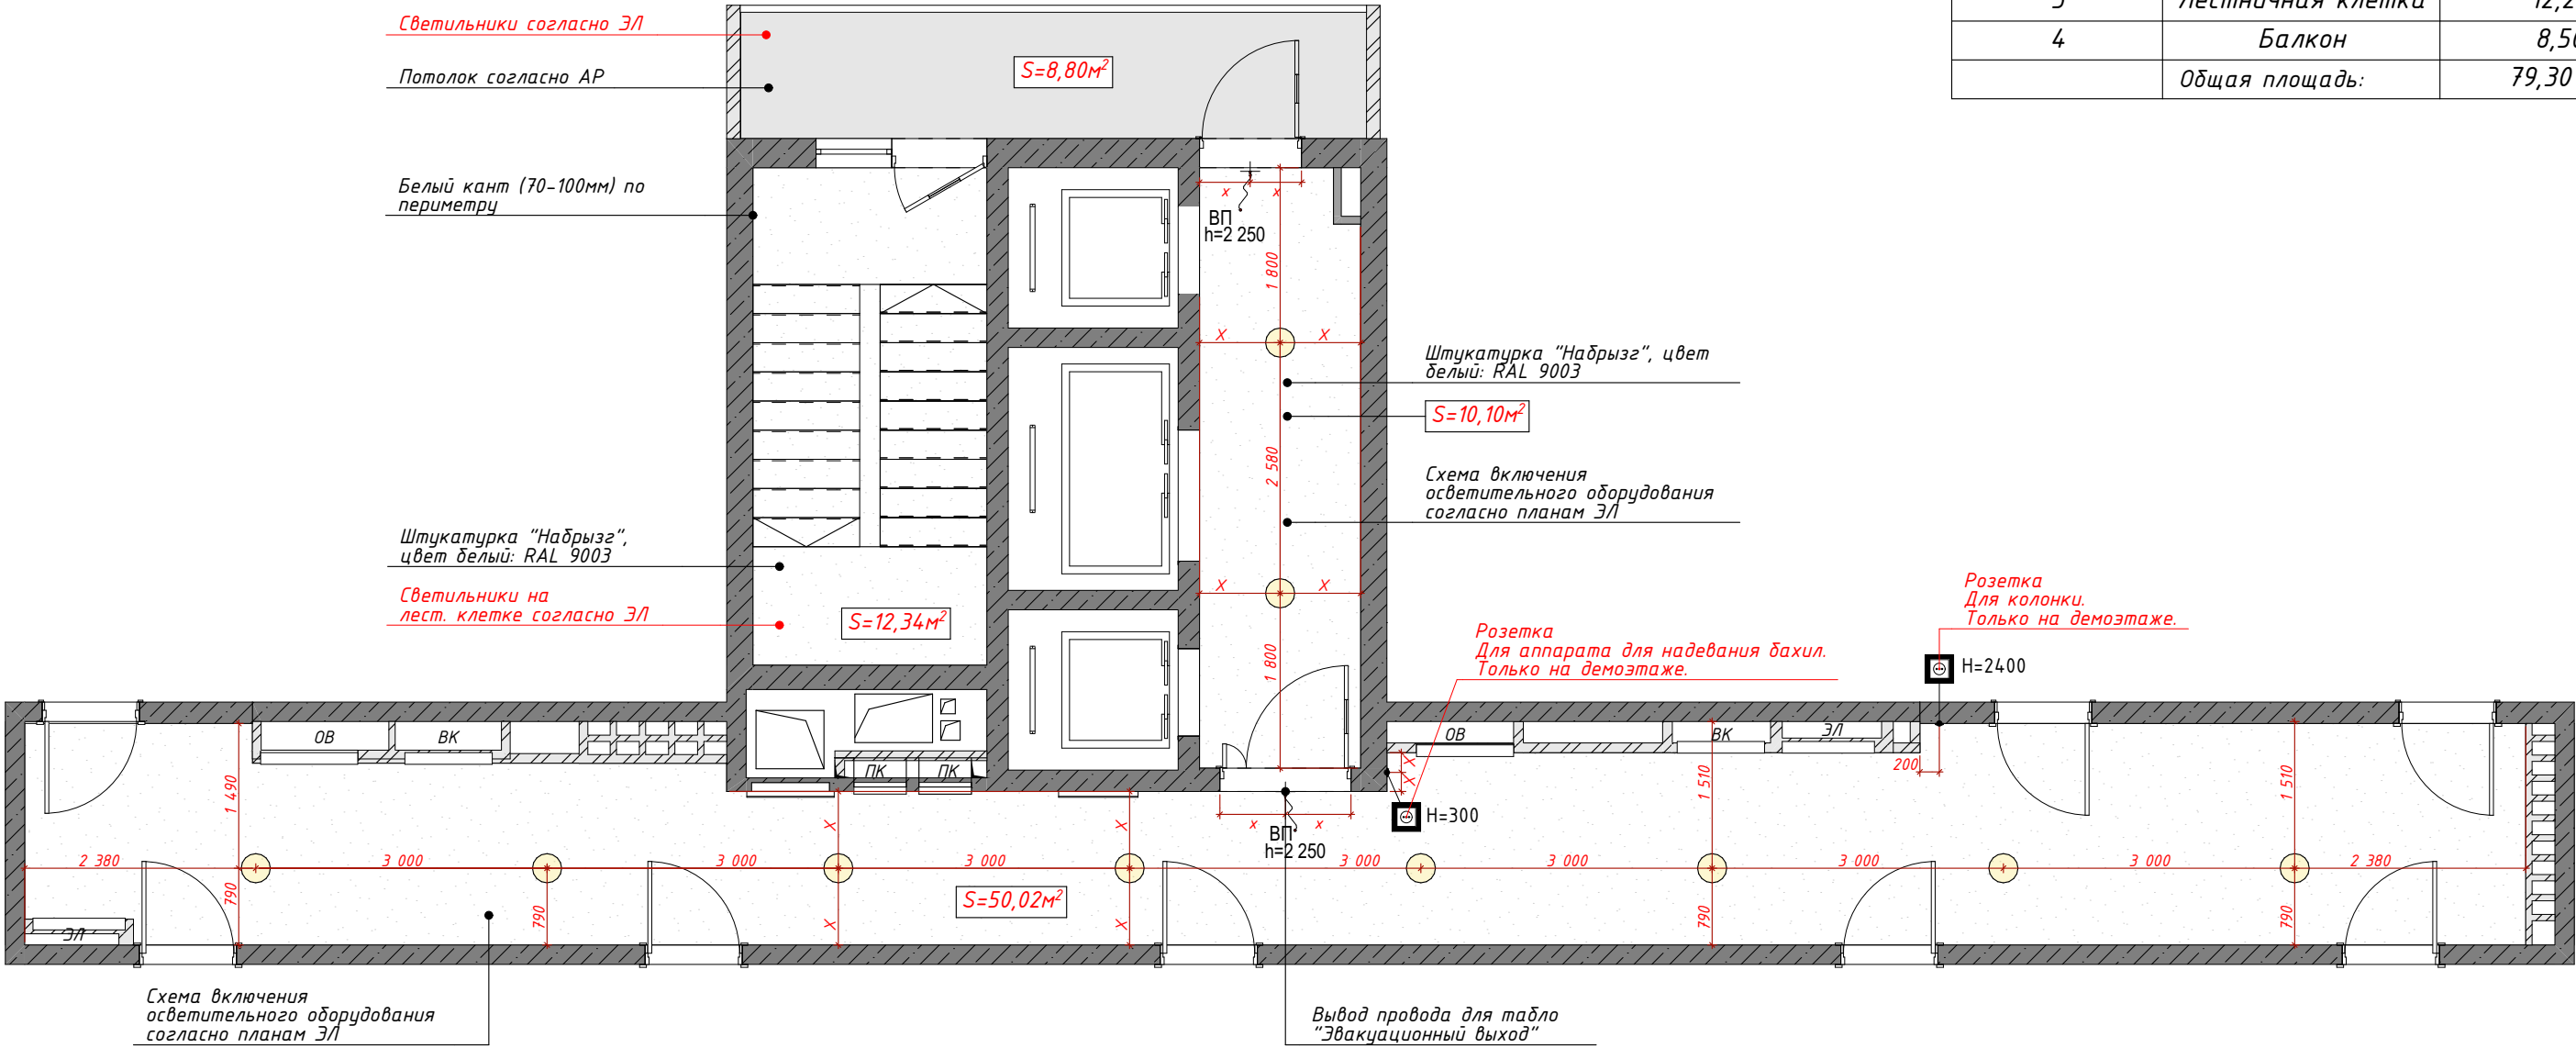 Светильники согласно ЭЛ
Потолок согласно АР
S=8,80м²
4 Балкон
Общая площадь: 79,30
Белый кант (70-100мм) по
периметру
x x
ВП
h=2 250
1 800
X X
Штукатурка "Набрызг", цвет
белый: RAL 9003
S=10,10м²
2 580
Схема включения
осветительного оборудования
согласно планам ЭЛ
Штукатурка "Набрызг",
цвет белый: RAL 9003
Светильники на
лест. клетке согласно ЭЛ
S=12,34м²
X X
1 800
Розетка
Для колонки.
Только на демоэтаже.
H=2400
Розетка
Для аппарата для надевания бахил.
Только на демоэтаже.
H=300
ОВ ВК ПК ПК ОВ ВК ЭЛ
200
X X
1 490 X X 1 510 1 510
x x
ВП
h=2 250
2 380 3 000 3 000 3 000 3 000 3 000 3 000 3 000 2 380
790 790 X X 790 790
S=50,02м²
ЭЛ
Схема включения
осветительного оборудования
согласно планам ЭЛ
Вывод провода для табло
"Эвакуационный выход"